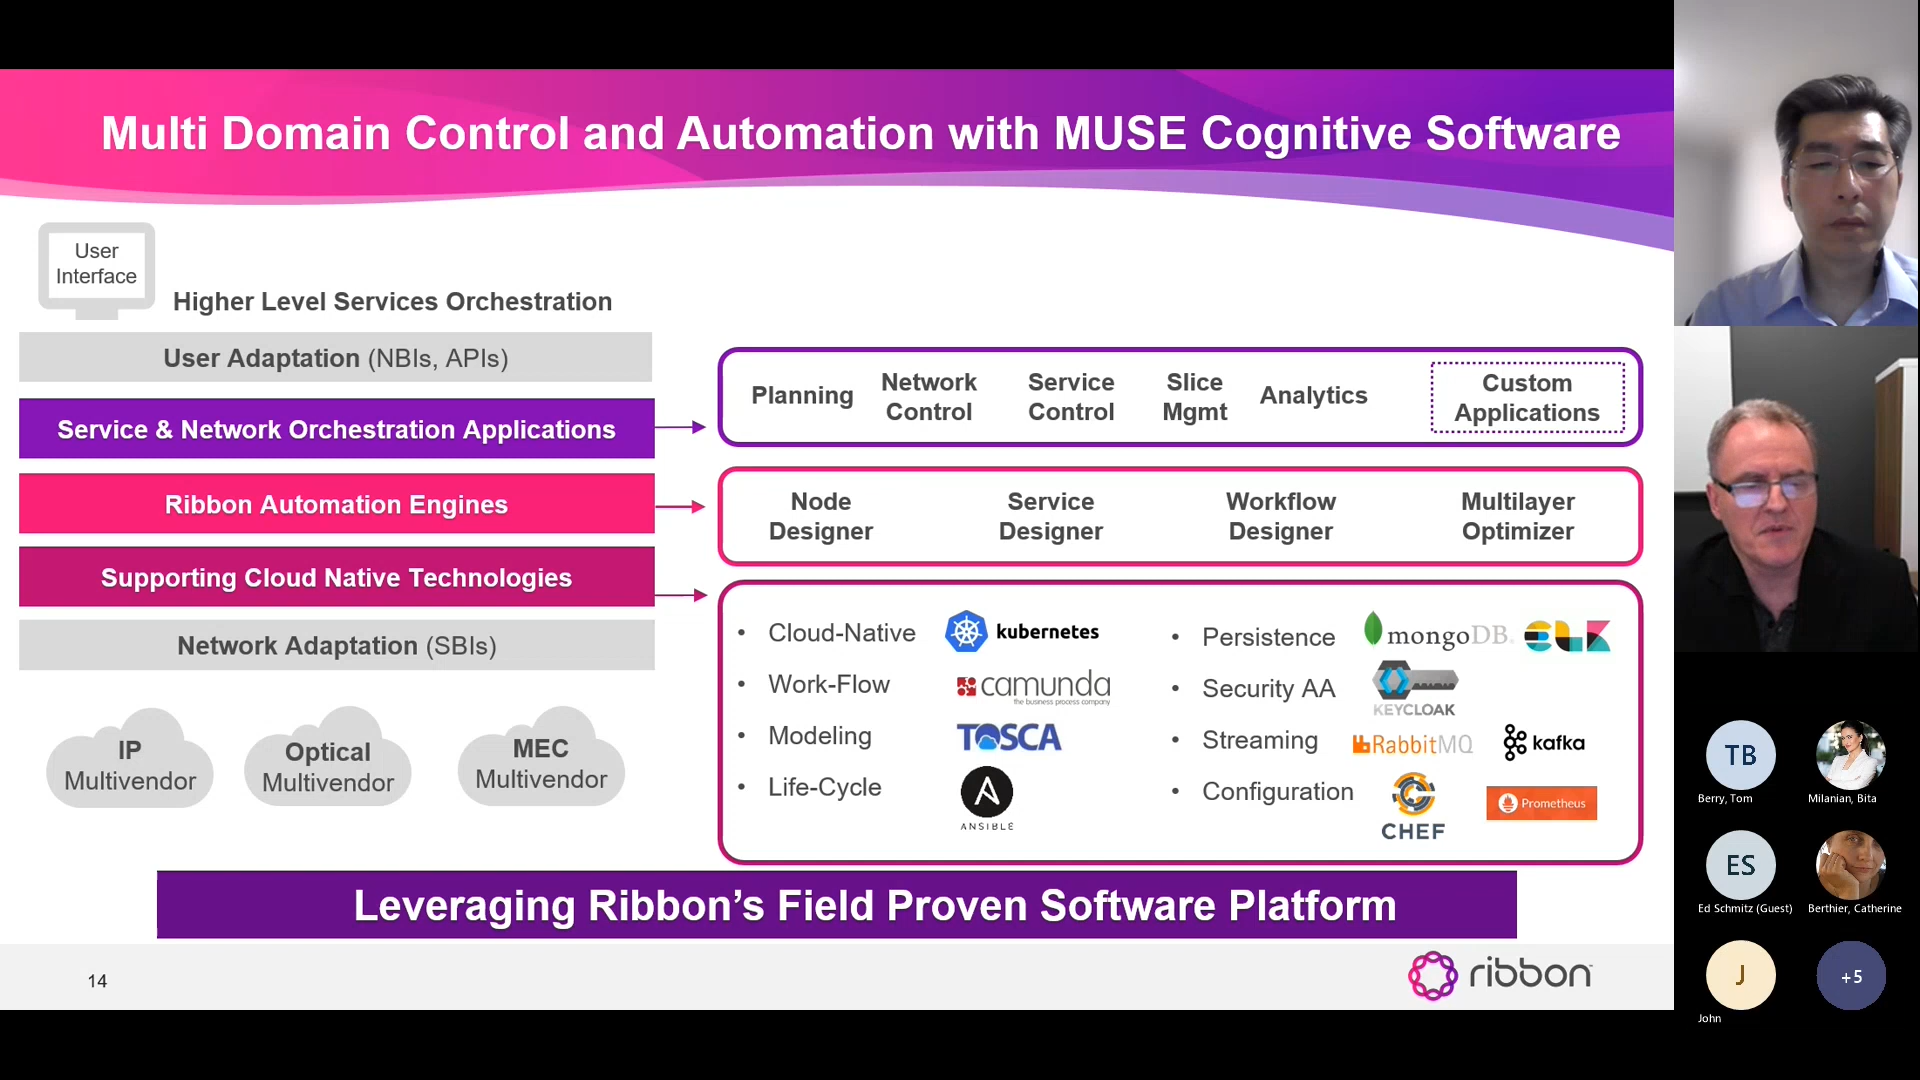 Multi Domain Control and Automation with MUSE Cognitive Software
User
Interface
Higher Level Services Orchestration
User Adaptation (NBIs, APIs)
Service & Network Orchestration Applications
Ribbon Automation Engines
Supporting Cloud Native Technologies
Network Adaptation (SBIs)
IP
Multivendor
Optical
Multivendor
MEC
Multivendor
Planning
Network
Control
Service
Control
Slice
Mgmt
Analytics
Custom
Applications
Node
Designer
Service
Designer
Workflow
Designer
Multilayer
Optimizer
• Cloud-Native
kubernetes
• Work-Flow
camunda
the business process company
• Modeling
TOSCA
• Life-Cycle
ANSIBLE
• Persistence
mongoDB
ELK
• Security AA
KEYCLOAK
• Streaming
RabbitMQ
kafka
• Configuration
CHEF
Prometheus
Leveraging Ribbon’s Field Proven Software Platform
14
ribbon
TB
Berry, Tom
Milanian, Bita
ES
Ed Schmitz (Guest)
Berthier, Catherine
J
John
+5